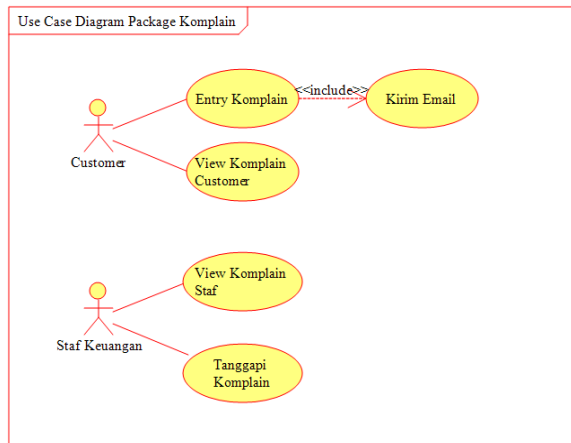 Use Case Diagram Package Komplain
Entry Komplain
<<include>>
Kirim Email
Customer
View Komplain
Customer
View Komplain
Staf
Staf Keuangan
Tanggapi
Komplain